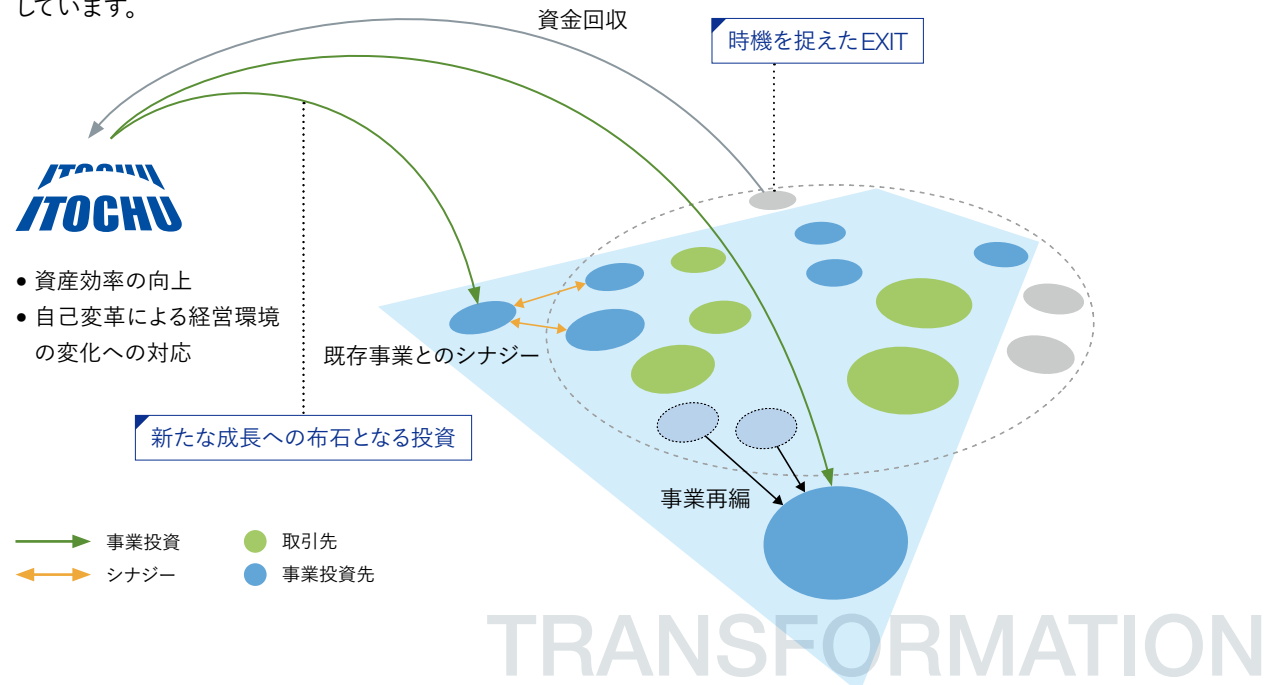 しています。
資金回収
時機を捉えたEXIT
ITOCHU
ITOCHU
• 資産効率の向上
• 自己変革による経営環境
の変化への対応
既存事業とのシナジー
新たな成長への布石となる投資
事業再編
事業投資
取引先
シナジー
事業投資先
TRANSFORMATION